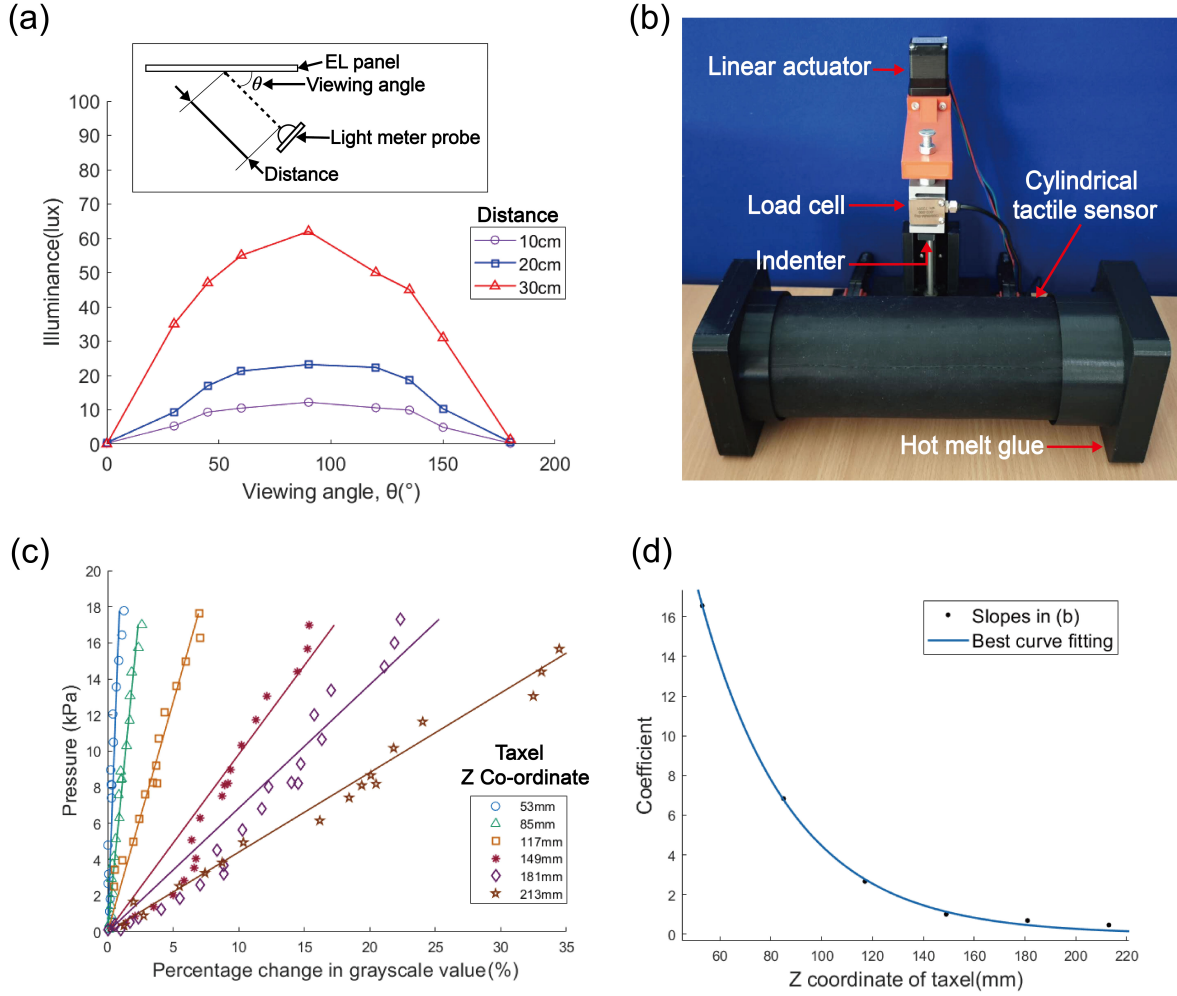 (a)
EL panel
θ
Viewing angle
Light meter probe
Distance
100
90
80
70
60
50
40
30
20
10
0
Illuminance(lux)
Distance
10cm
20cm
30cm
0
50
100
150
200
Viewing angle, θ(°)
(b)
Linear actuator
Load cell
Indenter
Cylindrical
tactile sensor
Hot melt glue
(c)
20
18
16
14
12
10
8
6
4
2
0
Pressure (kPa)
Taxel
Z Co-ordinate
53mm
85mm
117mm
149mm
181mm
213mm
0
5
10
15
20
25
30
35
Percentage change in grayscale value(%)
(d)
16
14
12
10
8
6
4
2
0
Coefficient
Slopes in (b)
Best curve fitting
60
80
100
120
140
160
180
200
220
Z coordinate of taxel(mm)